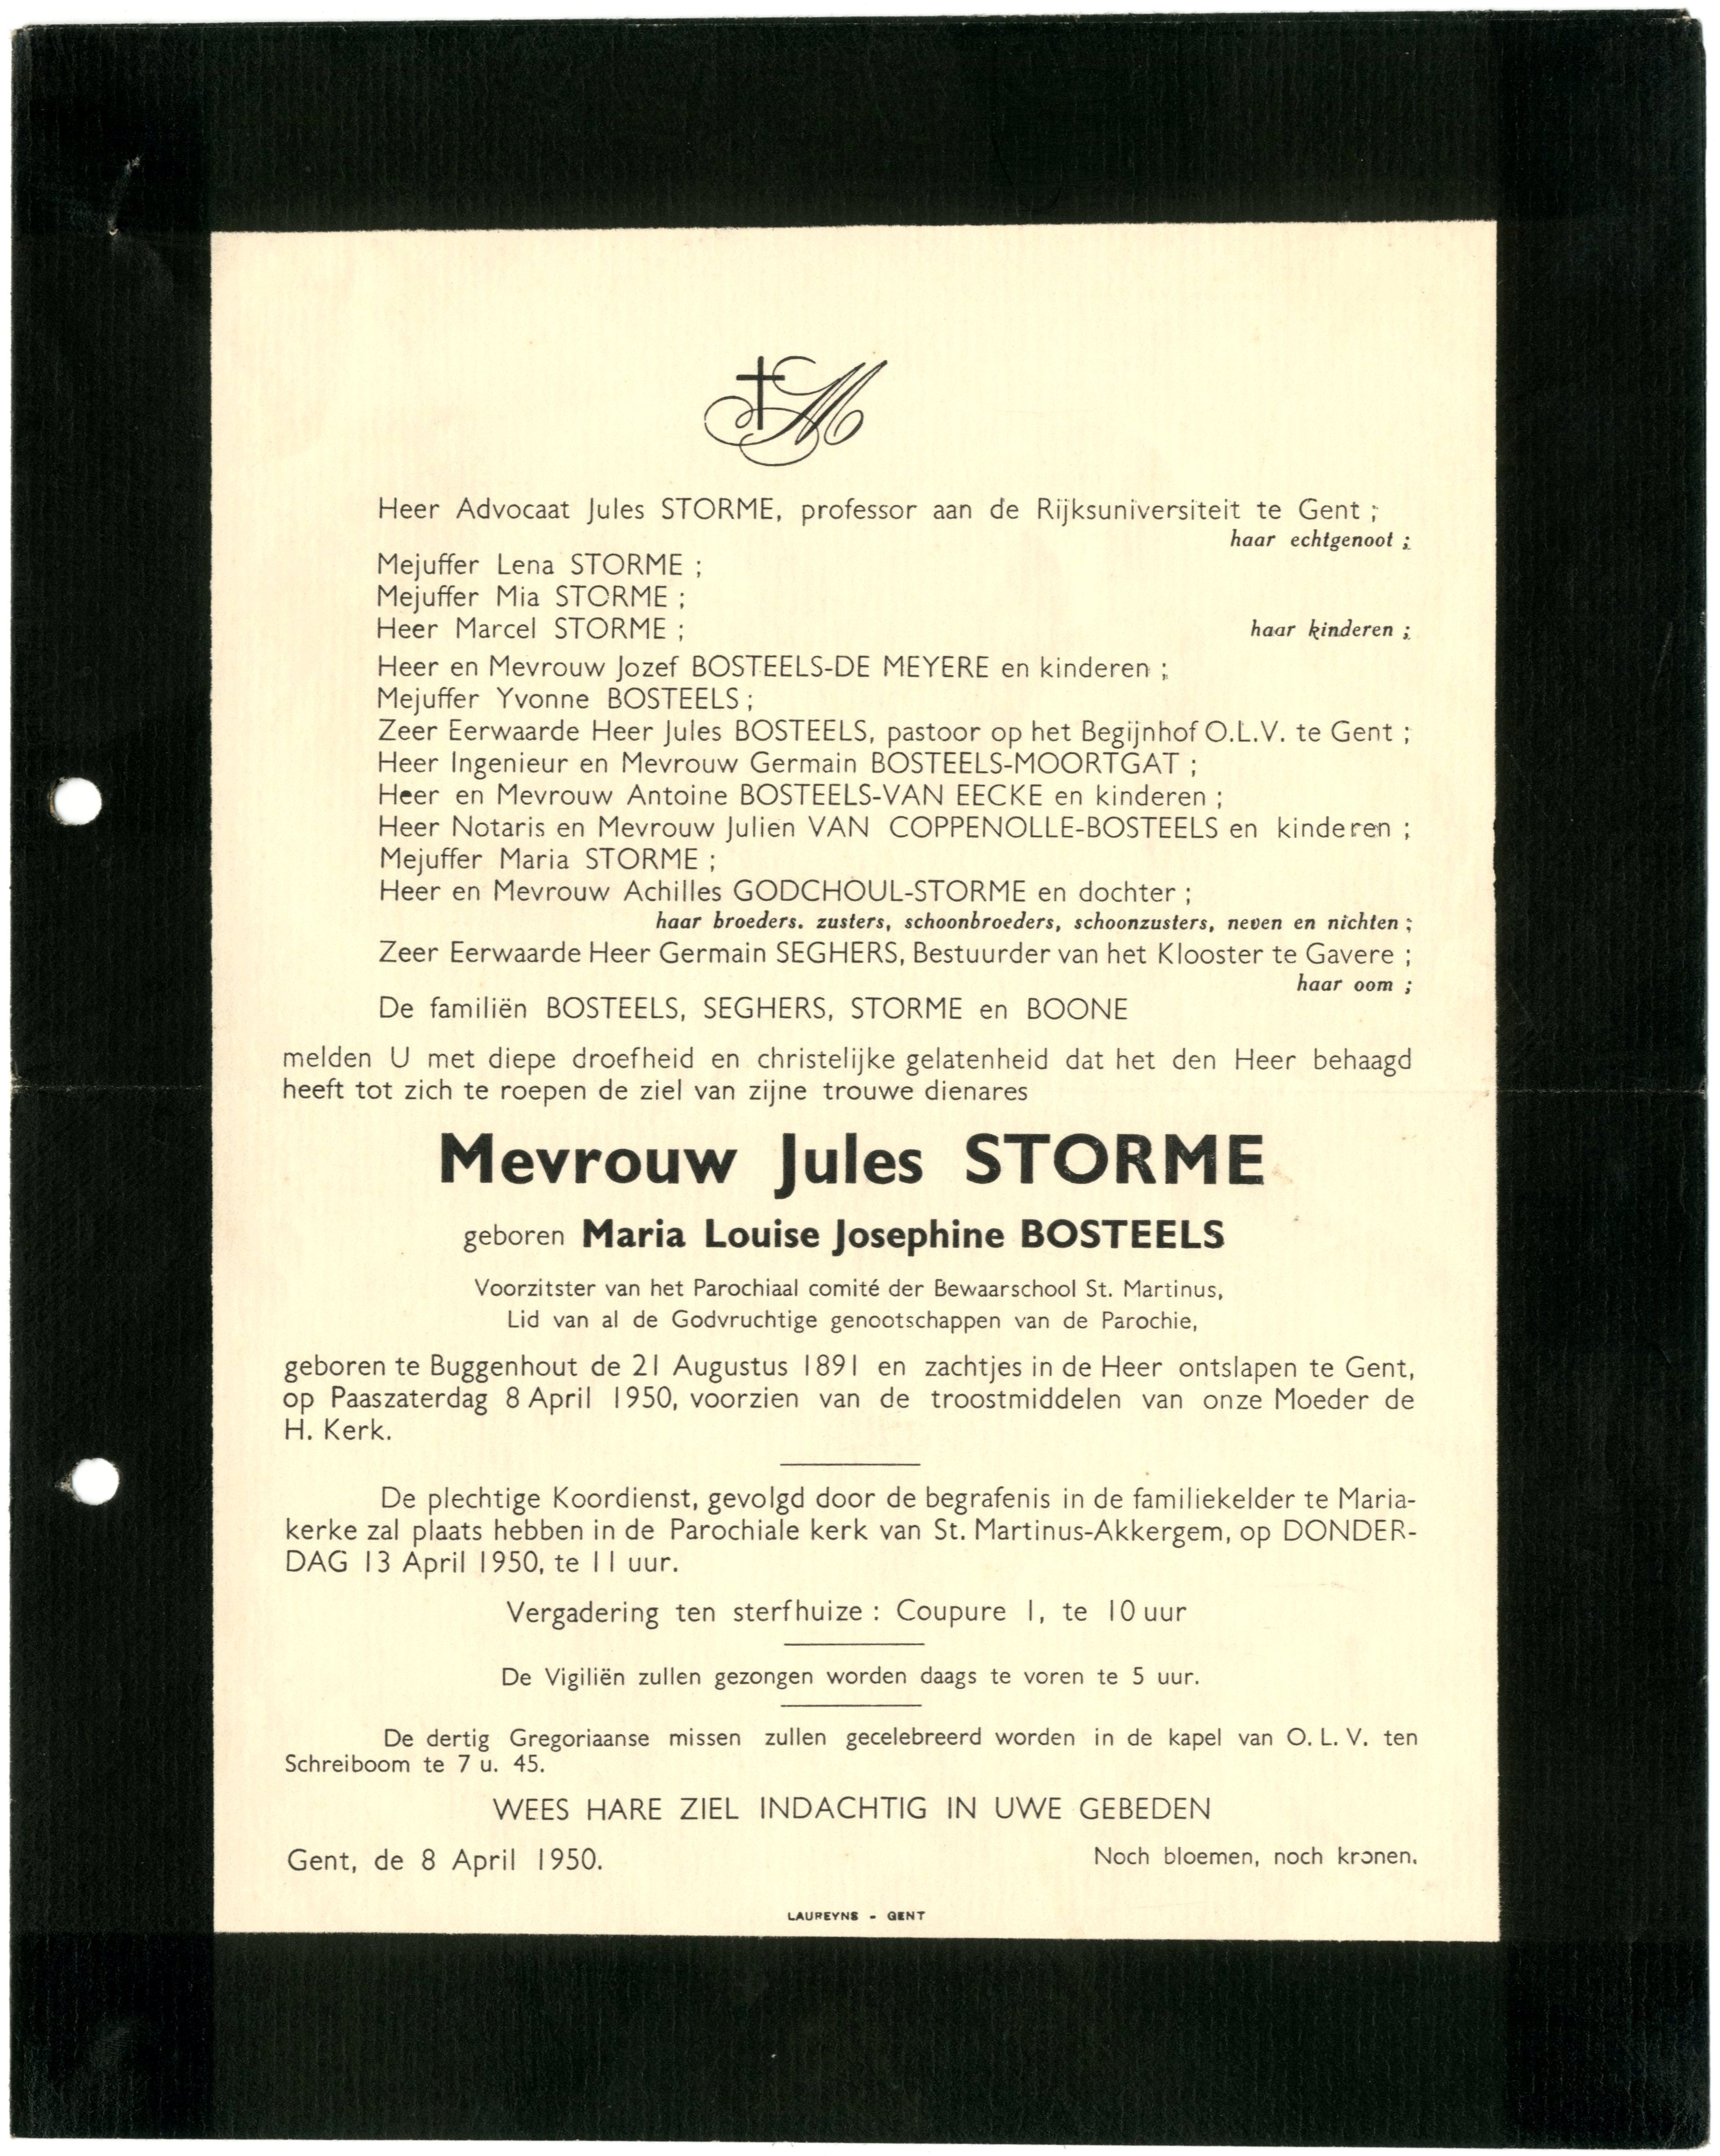 M
Heer Advocaat Jules STORME, professor aan de Rijksuniversiteit te Gent ;
haar echtgenoot ;
Mejuffer Lena STORME ;
Mejuffer Mia STORME ;
Heer Marcel STORME ; haar kinderen ;
Heer en Mevrouw Jozef BOSTEELS-DE MEYERE en kinderen ;
Mejuffer Yvonne BOSTEELS ;
Zeer Eerwaarde Heer Jules BOSTEELS, pastoor op het Begijnhof O.L.V. te Gent ;
Heer Ingenieur en Mevrouw Germain BOSTEELS-MOORTGAT ;
Heer en Mevrouw Antoine BOSTEELS-VAN EECKE en kinderen ;
Heer Notaris en Mevrouw Julien VAN COPPENOLLE-BOSTEELS en kinderen ;
Mejuffer Maria STORME ;
Heer en Mevrouw Achilles GODCHOUL-STORME en dochter ;
haar broeders. zusters, schoonbroeders, schoonzusters, neven en nichten ;
Zeer Eerwaarde Heer Germain SEGHERS, Bestuurder van het Klooster te Gavere ;
haar oom ;
De familiën BOSTEELS, SEGHERS, STORME en BOONE
melden U met diepe droefheid en christelijke gelatenheid dat het den Heer behaagd
heeft tot zich te roepen de ziel van zijne trouwe dienares
Mevrouw Jules STORME
geboren Maria Louise Josephine BOSTEELS
Voorzitster van het Parochiaal comité der Bewaarschool St. Martinus,
Lid van al de Godvruchtige genootschappen van de Parochie,
geboren te Buggenhout de 21 Augustus 1891 en zachtjes in de Heer ontslapen te Gent,
op Paaszaterdag 8 April 1950, voorzien van de troostmiddelen van onze Moeder de
H. Kerk.
De plechtige Koordienst, gevolgd door de begrafenis in de familiekelder te Maria-
kerke zal plaats hebben in de Parochiale kerk van St. Martinus-Akkergem, op DONDER-
DAG 13 April 1950, te 11 uur.
Vergadering ten sterfhuize : Coupure 1, te 10 uur
De Vigiliën zullen gezongen worden daags te voren te 5 uur.
De dertig Gregoriaanse missen zullen gecelebreerd worden in de kapel van O. L. V. ten
Schreiboom te 7 u. 45.
WEES HARE ZIEL INDACHTIG IN UWE GEBEDEN
Gent, de 8 April 1950. Noch bloemen, noch kronen.
LAUREYNS - GENT